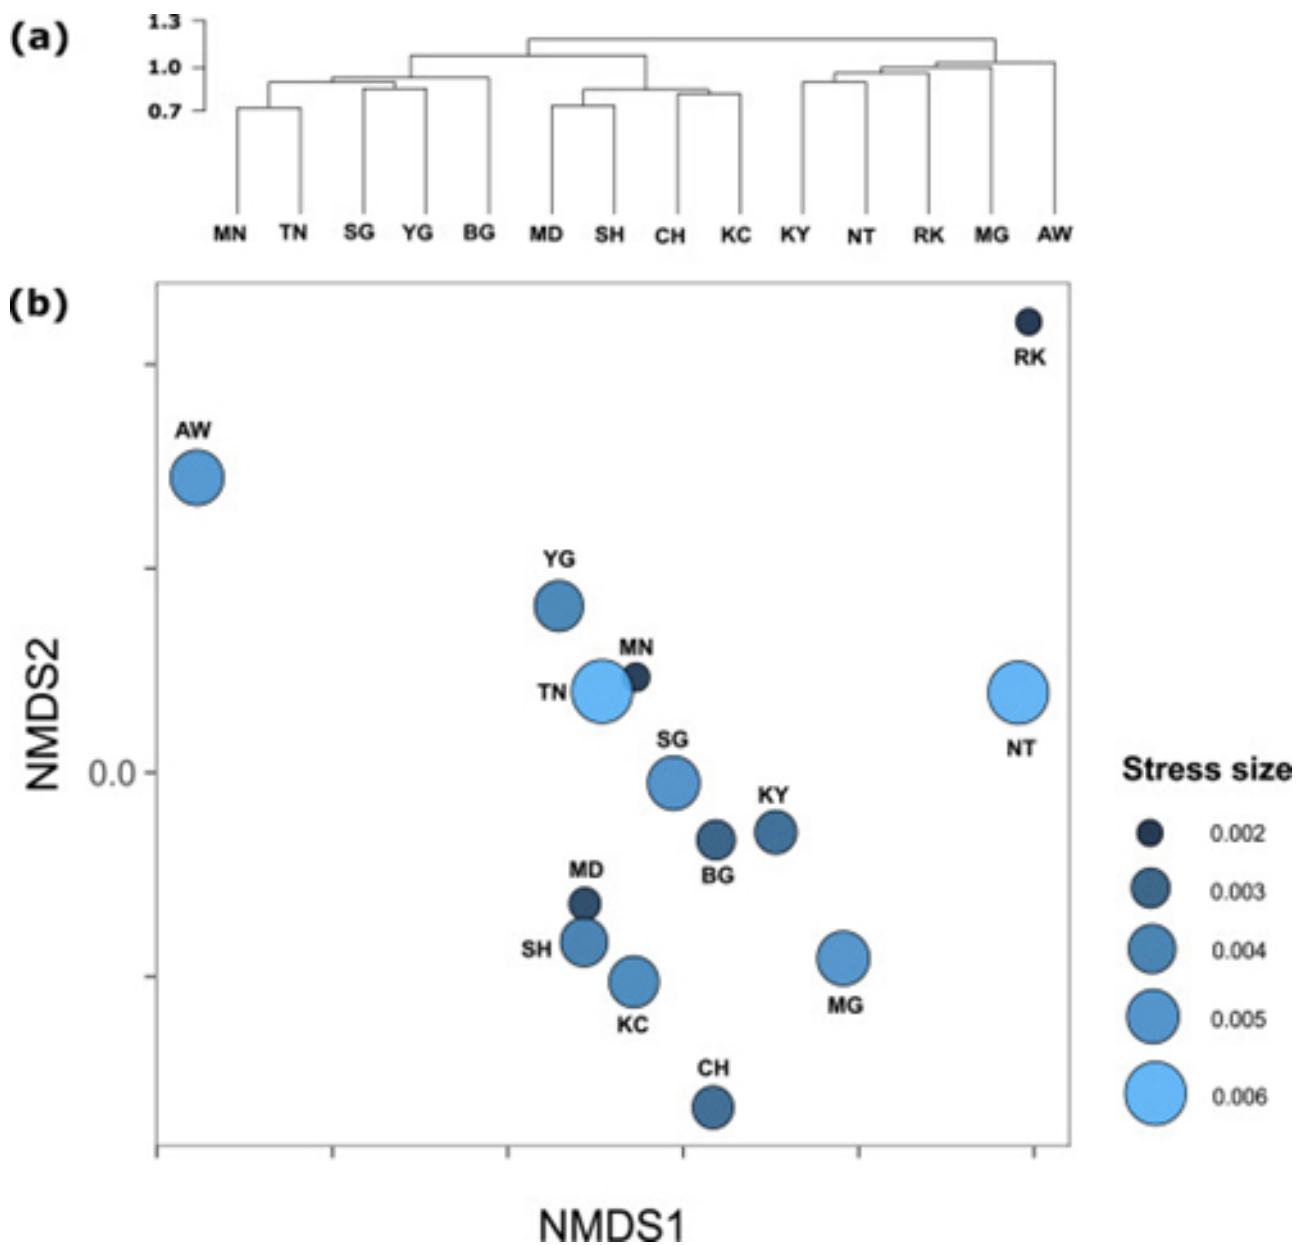 (a)
1.3
1.0
0.7
MN TN SG YG BG MD SH CH KC KY NT RK MG AW
(b)
RK
AW
YG
MN
TN
SG
NT
KY
BG
MD
SH
KC
MG
CH
NMDS2
0.0
NMDS1
Stress size
0.002
0.003
0.004
0.005
0.006